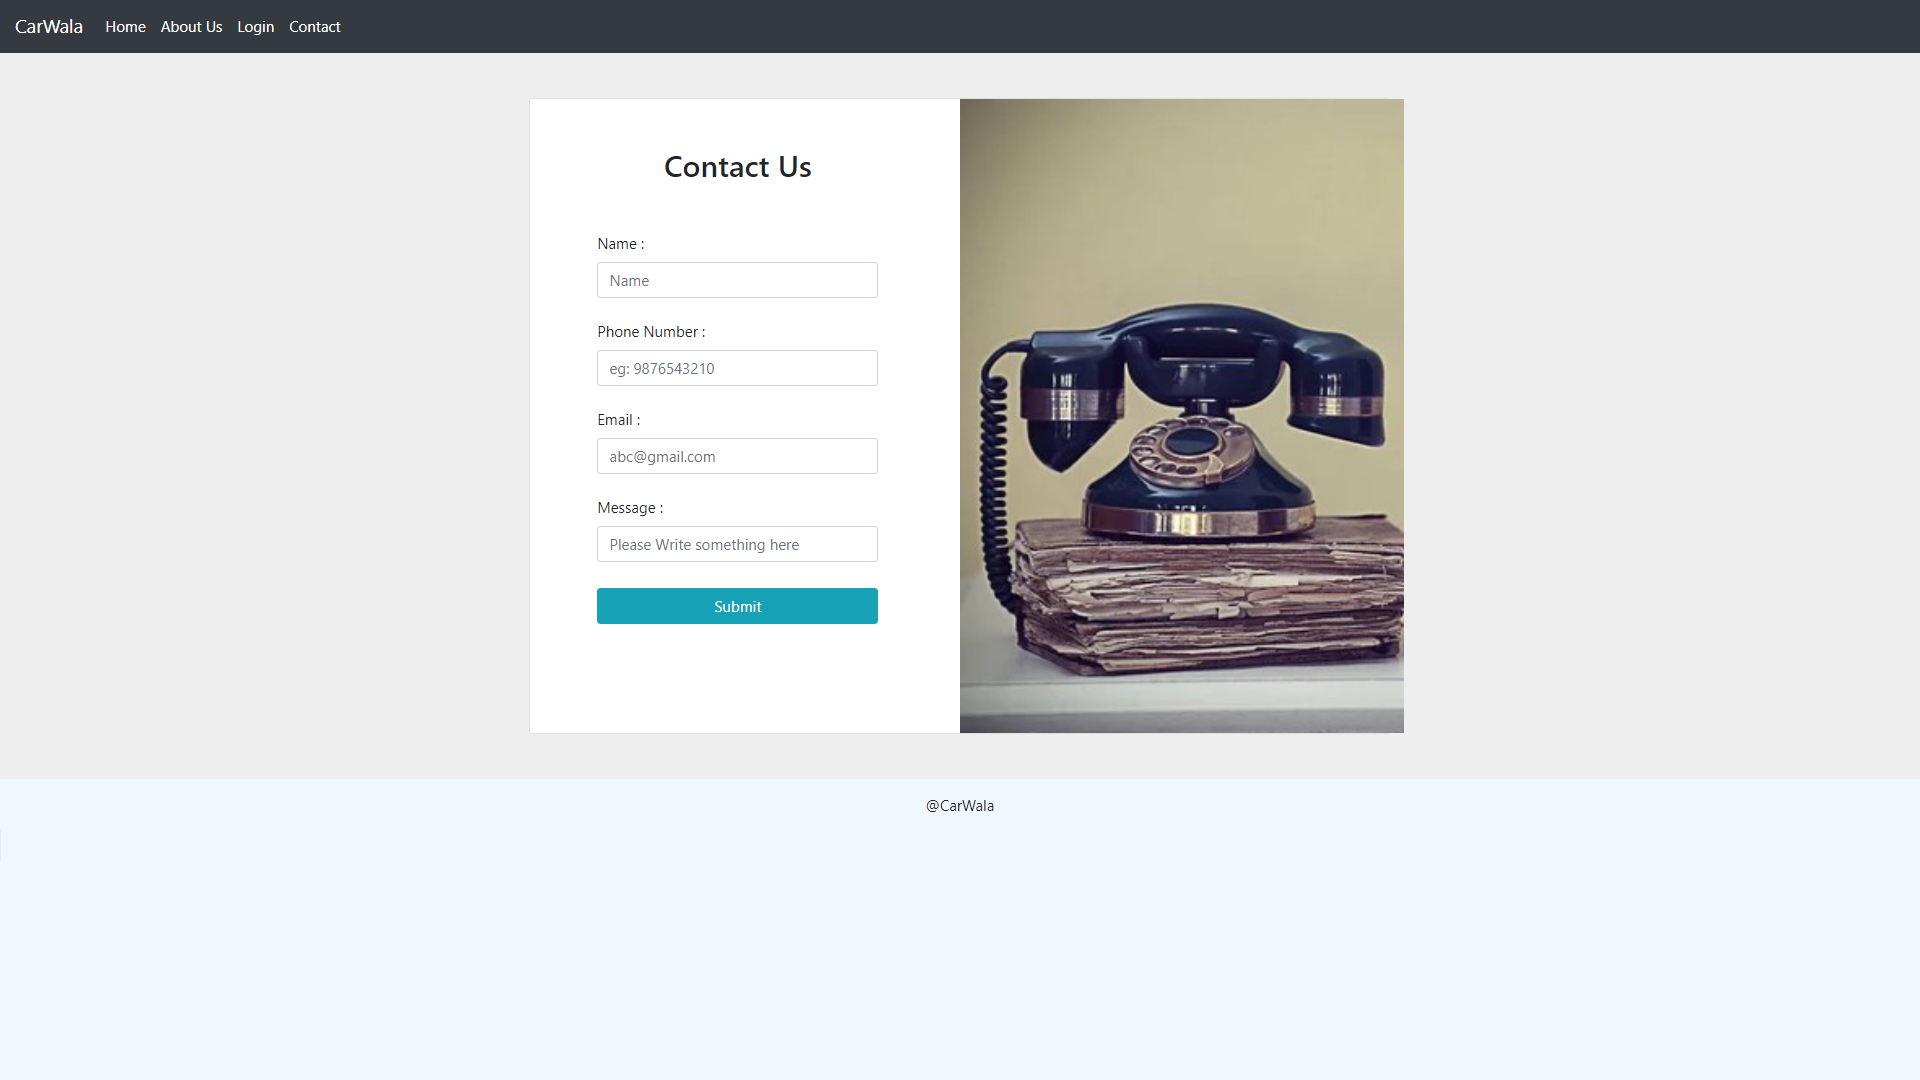 CarWala Home About Us Login Contact
Contact Us
Name :
Name
Phone Number :
eg: 9876543210
Email :
abc@gmail.com
Message :
Please Write something here
Submit
@CarWala